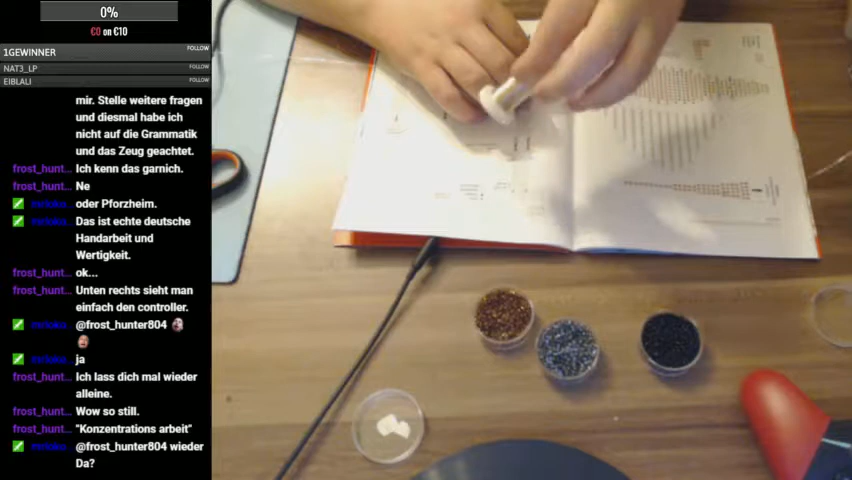 0%
€0 on €10
1GEWINNER
FOLLOW
NAT3_LP
FOLLOW
EIBLALI
FOLLOW
mir. Stelle weitere fragen
und diesmal habe ich
nicht auf die Grammatik
und das Zeug geachtet.
frost_hunt... Ich kenn das garnich.
frost_hunt... Ne
oder Pforzheim.
Das ist echte deutsche
Handarbeit und
Wertigkeit.
frost_hunt... ok...
frost_hunt... Unten rechts sieht man
einfach den controller.
@frost_hunter804
ja
frost_hunt... Ich lass dich mal wieder
alleine.
frost_hunt... Wow so still.
frost_hunt... "Konzentrations arbeit"
@frost_hunter804 wieder
Da?